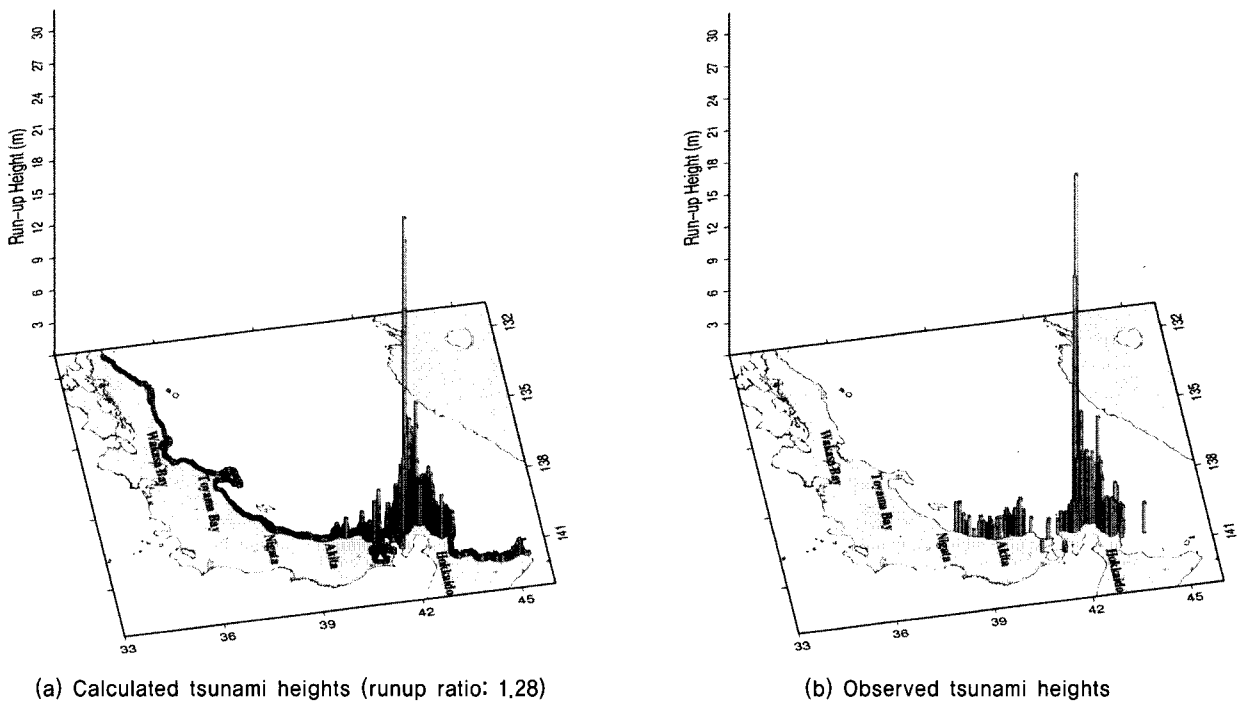 30
27
24
21
18
15
12
9
6
3
Run-up Height (m)
132
135
138
141
33
36
39
42
45
Wakasa Bay
Toyama Bay
Niigata
Akita
Hokkaido
(a) Calculated tsunami heights (runup ratio: 1.28)
30
27
24
21
18
15
12
9
6
3
Run-up Height (m)
132
135
138
141
33
36
39
42
45
Wakasa Bay
Toyama Bay
Niigata
Akita
Hokkaido
(b) Observed tsunami heights